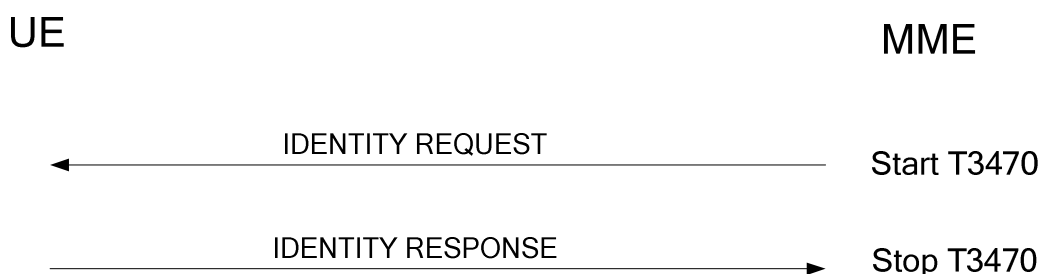 UE
MME
IDENTITY REQUEST
Start T3470
IDENTITY RESPONSE
Stop T3470